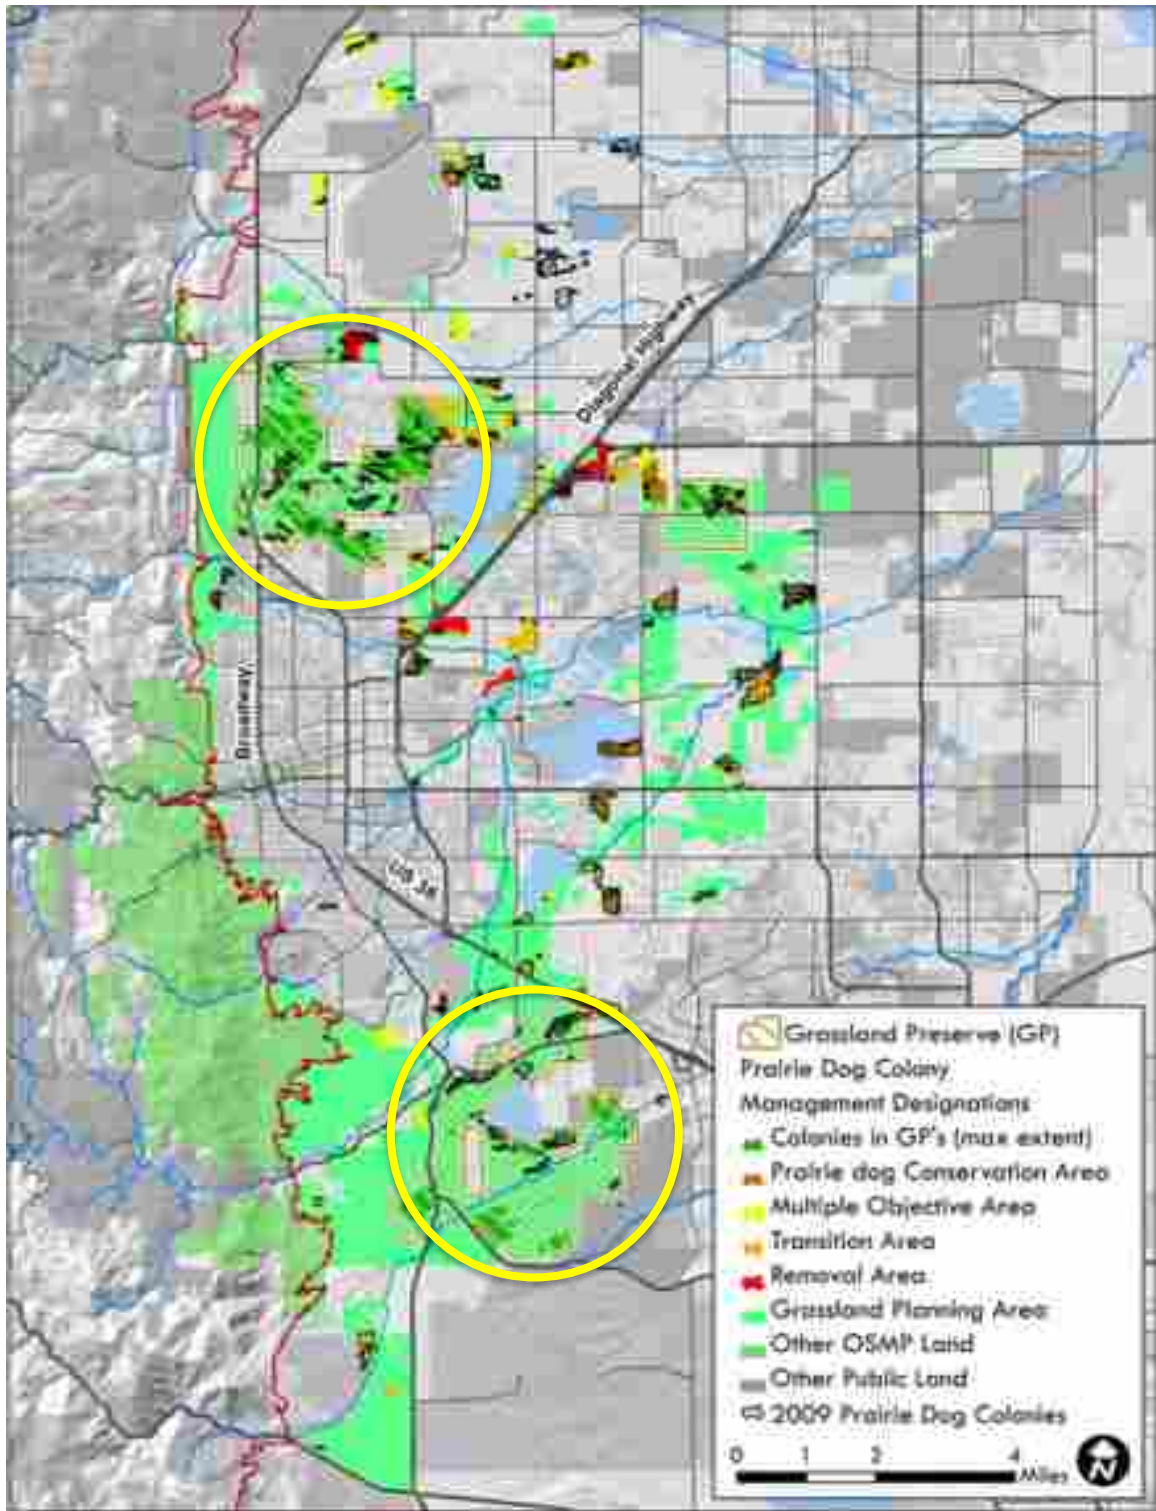 Diagonal Highway
Broadway
US 36
Grassland Preserve (GP)
Prairie Dog Colony
Management Designations
Colonies in GP's (max extent)
Prairie dog Conservation Area
Multiple Objective Area
Transition Area
Removal Area
Grassland Planning Area
Other OSMP Land
Other Public Land
2009 Prairie Dog Colonies
0 1 2 4
Miles
N